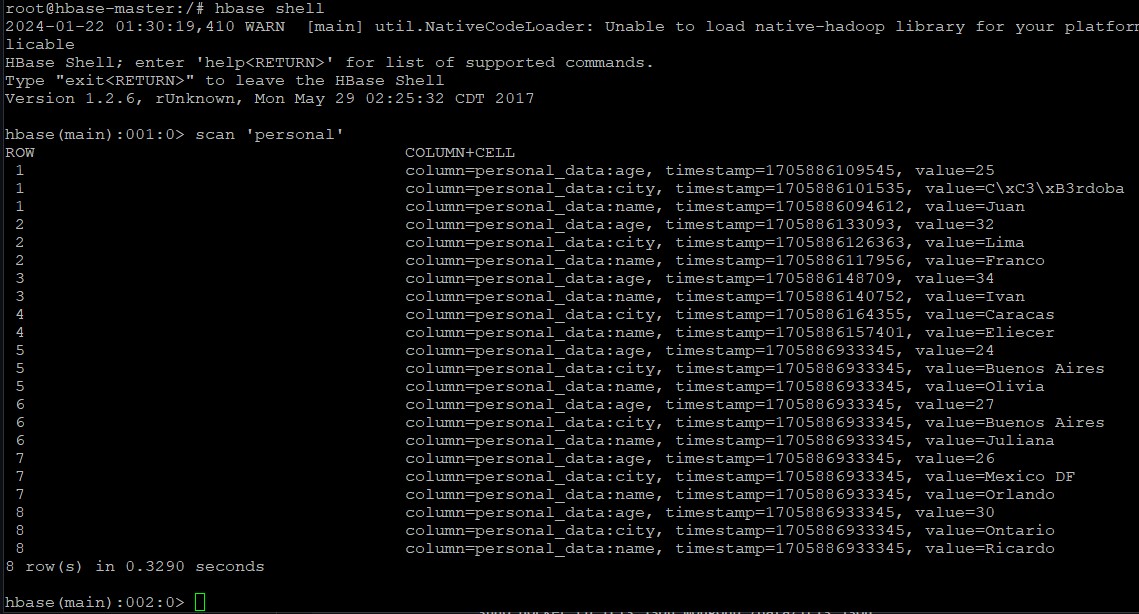 root@hbase-master:/# hbase shell
2024-01-22 01:30:19,410 WARN  [main] util.NativeCodeLoader: Unable to load native-hadoop library for your platfor
licable
HBase Shell; enter 'help<RETURN>' for list of supported commands.
Type "exit<RETURN>" to leave the HBase Shell
Version 1.2.6, rUnknown, Mon May 29 02:25:32 CDT 2017
hbase(main):001:0> scan 'personal'
ROW COLUMN+CELL
1 column=personal_data:age, timestamp=1705886109545, value=25
1 column=personal_data:city, timestamp=1705886101535, value=C\xC3\xB3rdoba
1 column=personal_data:name, timestamp=1705886094612, value=Juan
2 column=personal_data:age, timestamp=1705886133093, value=32
2 column=personal_data:city, timestamp=1705886126363, value=Lima
2 column=personal_data:name, timestamp=1705886117956, value=Franco
3 column=personal_data:age, timestamp=1705886148709, value=34
3 column=personal_data:name, timestamp=1705886140752, value=Ivan
4 column=personal_data:city, timestamp=1705886164355, value=Caracas
4 column=personal_data:name, timestamp=1705886157401, value=Eliecer
5 column=personal_data:age, timestamp=1705886933345, value=24
5 column=personal_data:city, timestamp=1705886933345, value=Buenos Aires
5 column=personal_data:name, timestamp=1705886933345, value=Olivia
6 column=personal_data:age, timestamp=1705886933345, value=27
6 column=personal_data:city, timestamp=1705886933345, value=Buenos Aires
6 column=personal_data:name, timestamp=1705886933345, value=Juliana
7 column=personal_data:age, timestamp=1705886933345, value=26
7 column=personal_data:city, timestamp=1705886933345, value=Mexico DF
7 column=personal_data:name, timestamp=1705886933345, value=Orlando
8 column=personal_data:age, timestamp=1705886933345, value=30
8 column=personal_data:city, timestamp=1705886933345, value=Ontario
8 column=personal_data:name, timestamp=1705886933345, value=Ricardo
8 row(s) in 0.3290 seconds
hbase(main):002:0>